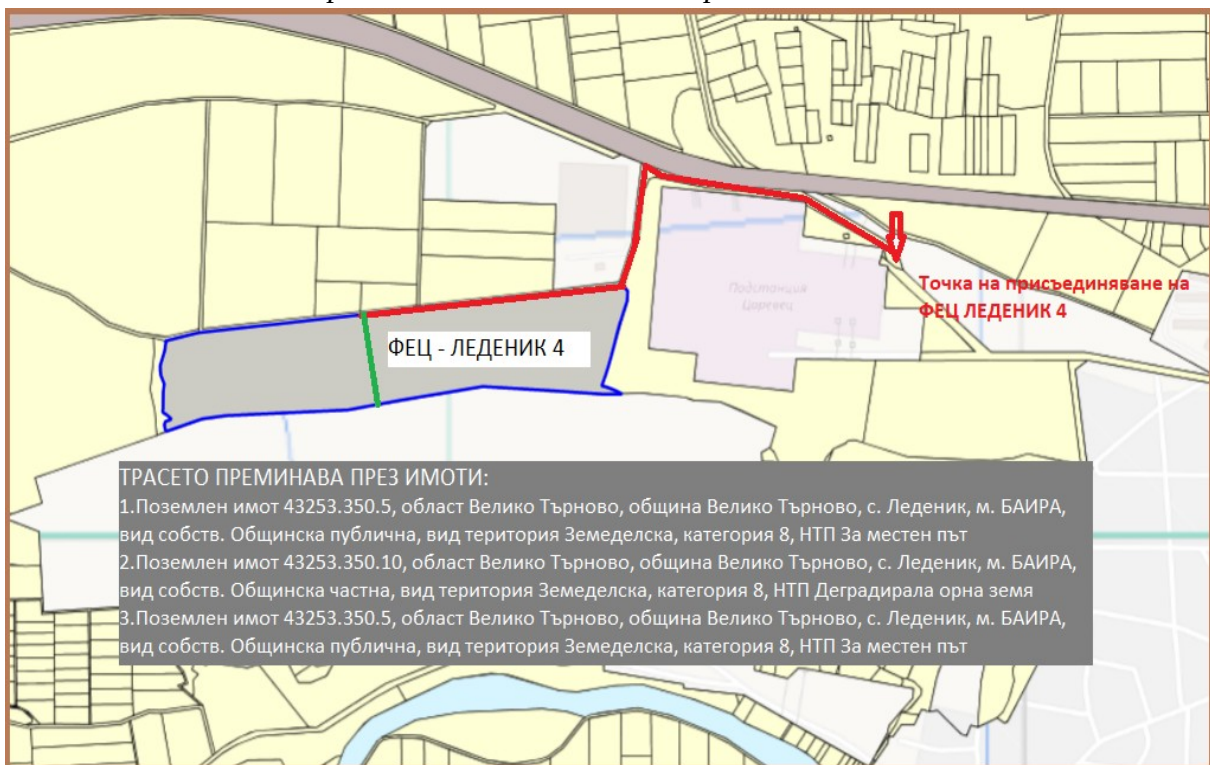 Подстанция
Царевец
Точка на присъединяване на
ФЕЦ ЛЕДЕНИК 4
ФЕЦ - ЛЕДЕНИК 4
ТРАСЕТО ПРЕМИНАВА ПРЕЗ ИМОТИ:
1.Поземлен имот 43253.350.5, област Велико Търново, община Велико Търново, с. Леденик, м. БАИРА,
вид собств. Общинска публична, вид територия Земеделска, категория 8, НТП За местен път
2.Поземлен имот 43253.350.10, област Велико Търново, община Велико Търново, с. Леденик, м. БАИРА,
вид собств. Общинска частна, вид територия Земеделска, категория 8, НТП Деградирала орна земя
3.Поземлен имот 43253.350.5, област Велико Търново, община Велико Търново, с. Леденик, м. БАИРА,
вид собств. Общинска публична, вид територия Земеделска, категория 8, НТП За местен път